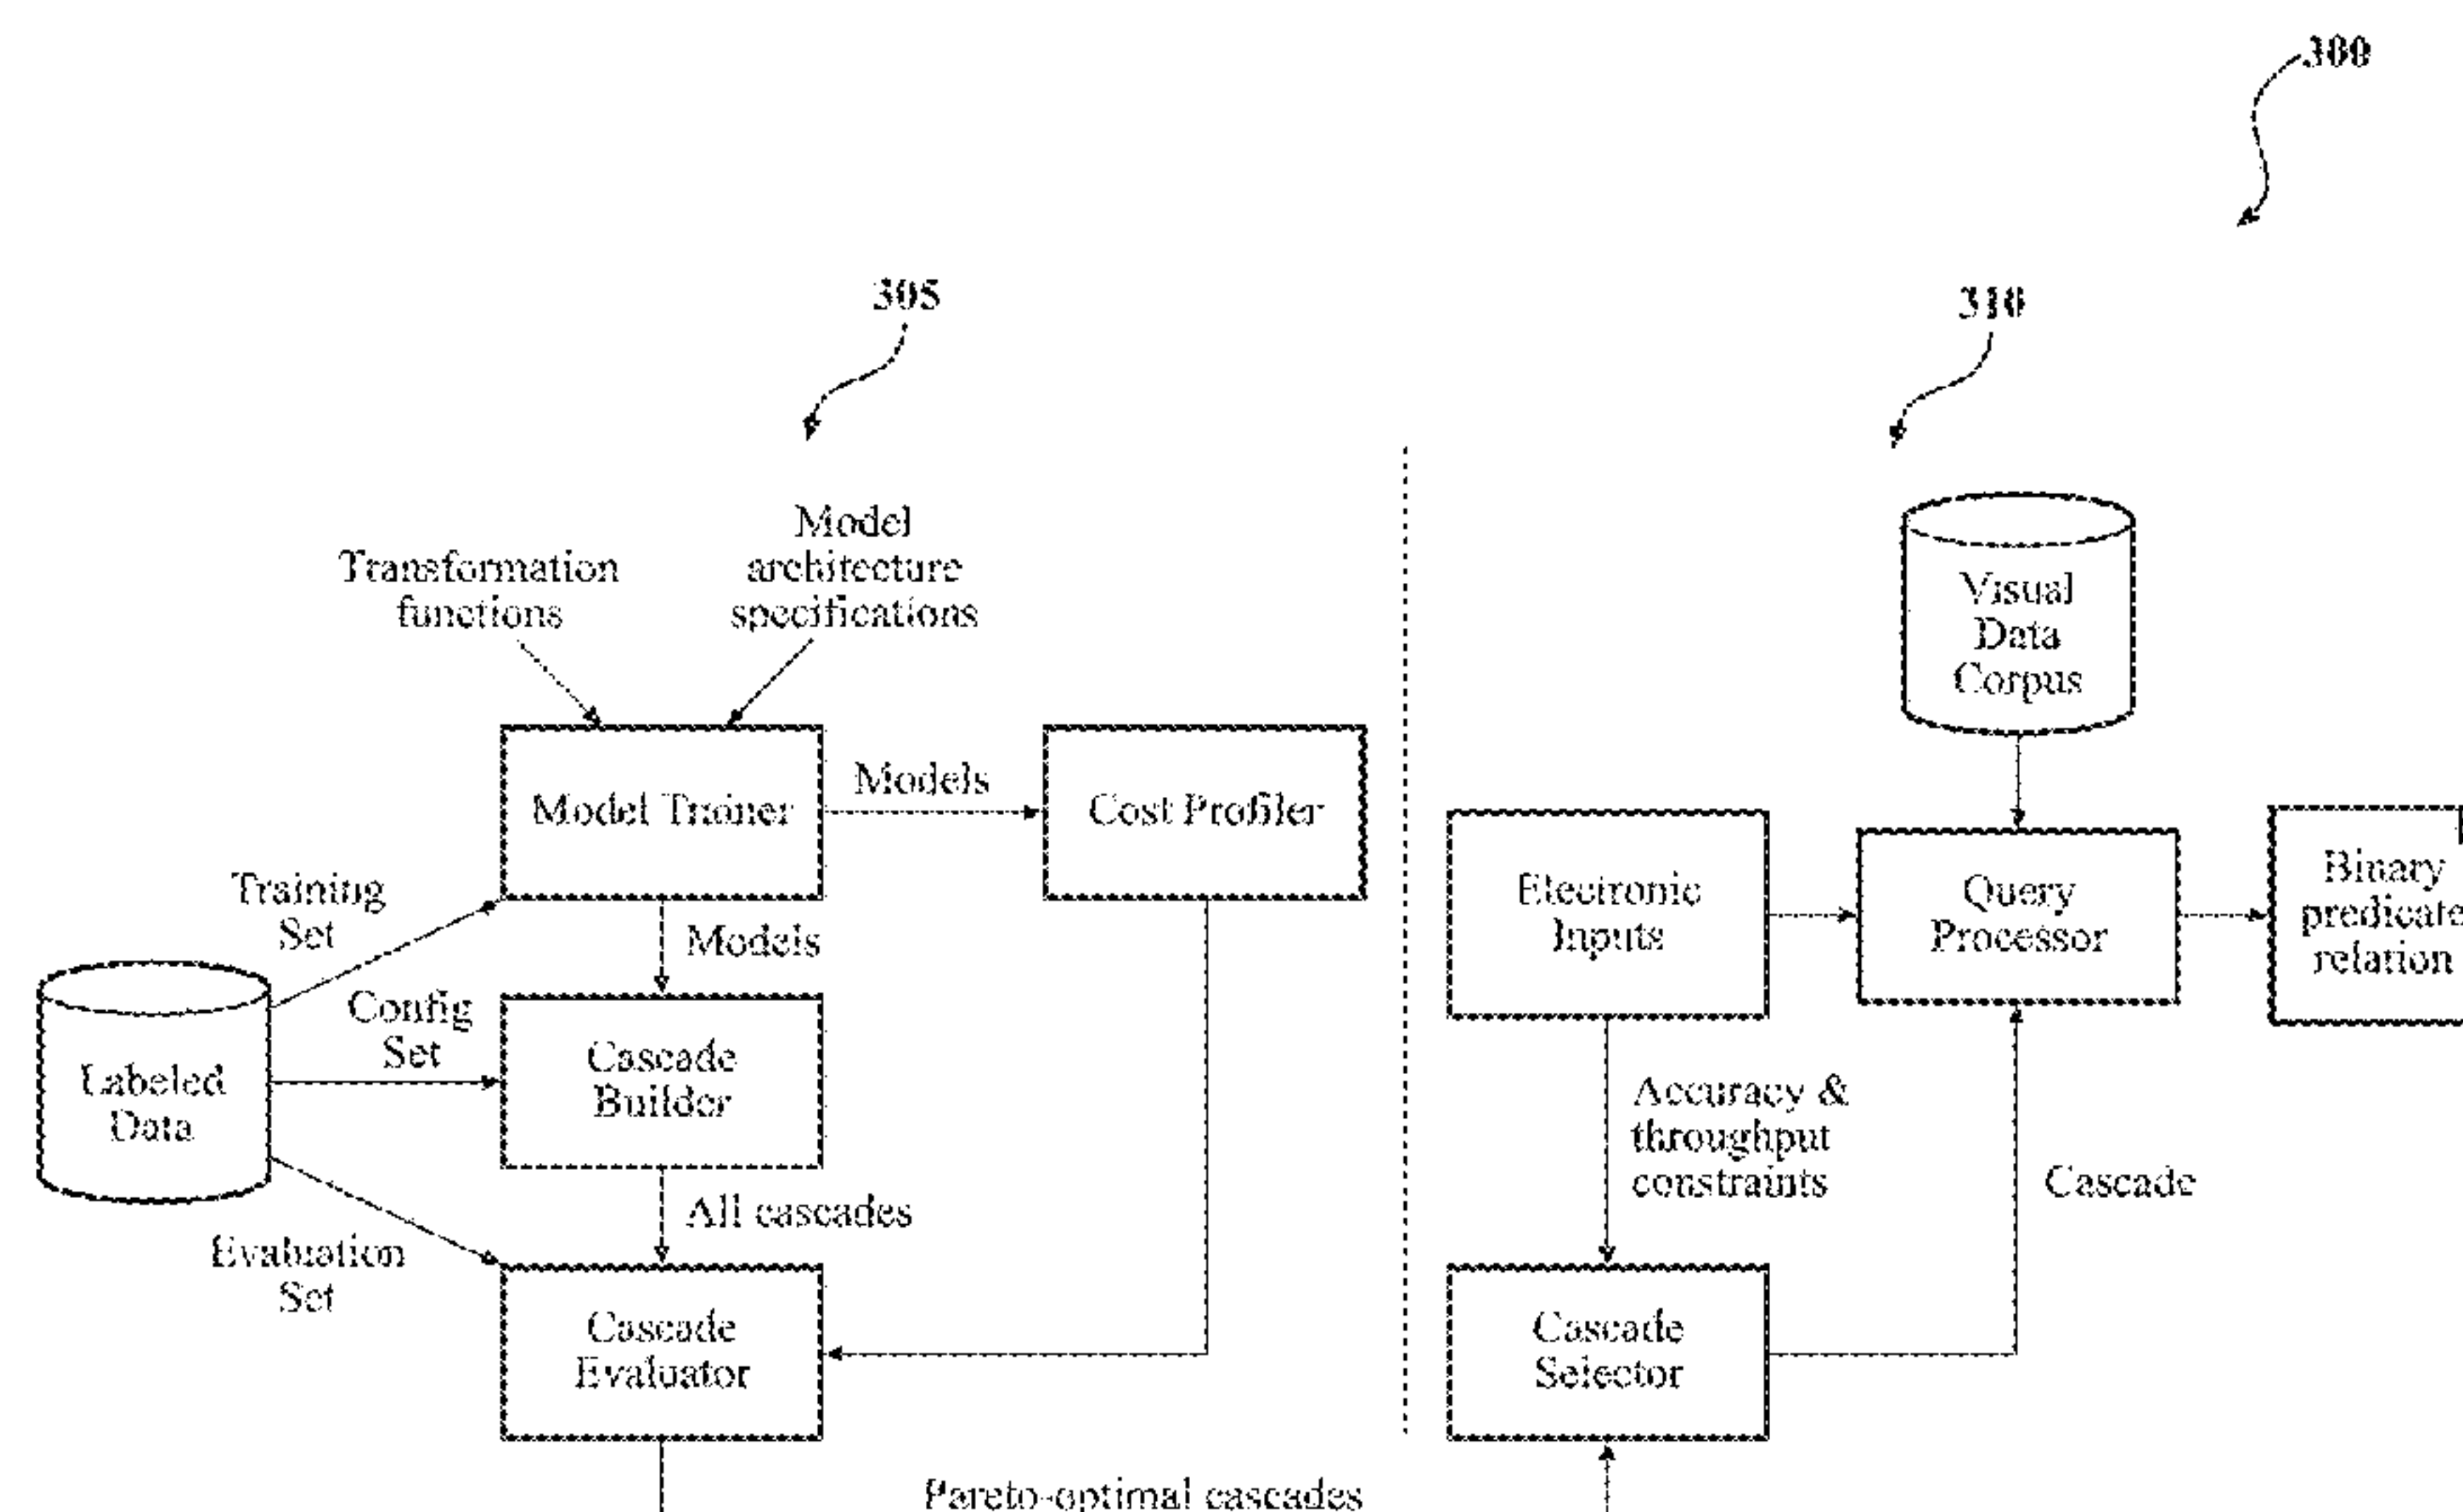 300
305
310
Transformation
functions
Model
architecture
specifications
Visual
Data
Corpus
Model Trainer
Models
Cost Profiler
Training
Set
Models
Electronic
Inputs
Query
Processor
Binary
predicate
relation
Labeled
Data
Config
Set
Cascade
Builder
Accuracy &
throughput
constraints
Cascade
All cascades
Evaluation
Set
Cascade
Evaluator
Cascade
Selector
Pareto-optimal cascades